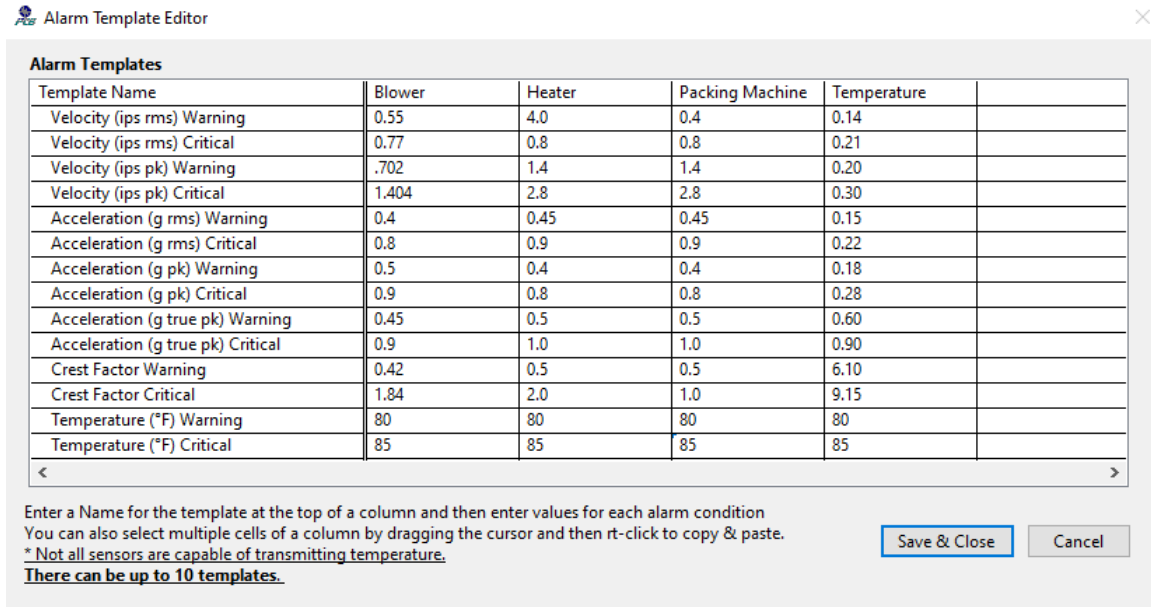 Alarm Template Editor
Alarm Templates
Template Name Blower Heater Packing Machine Temperature
Velocity (ips rms) Warning 0.55 4.0 0.4 0.14
Velocity (ips rms) Critical 0.77 0.8 0.8 0.21
Velocity (ips pk) Warning .702 1.4 1.4 0.20
Velocity (ips pk) Critical 1.404 2.8 2.8 0.30
Acceleration (g rms) Warning 0.4 0.45 0.45 0.15
Acceleration (g rms) Critical 0.8 0.9 0.9 0.22
Acceleration (g pk) Warning 0.5 0.4 0.4 0.18
Acceleration (g pk) Critical 0.9 0.8 0.8 0.28
Acceleration (g true pk) Warning 0.45 0.5 0.5 0.60
Acceleration (g true pk) Critical 0.9 1.0 1.0 0.90
Crest Factor Warning 0.42 0.5 0.5 6.10
Crest Factor Critical 1.84 2.0 1.0 9.15
Temperature (°F) Warning 80 80 80 80
Temperature (°F) Critical 85 85 85 85
Enter a Name for the template at the top of a column and then enter values for each alarm condition
You can also select multiple cells of a column by dragging the cursor and then rt-click to copy & paste.
* Not all sensors are capable of transmitting temperature.
There can be up to 10 templates.
Save & Close Cancel